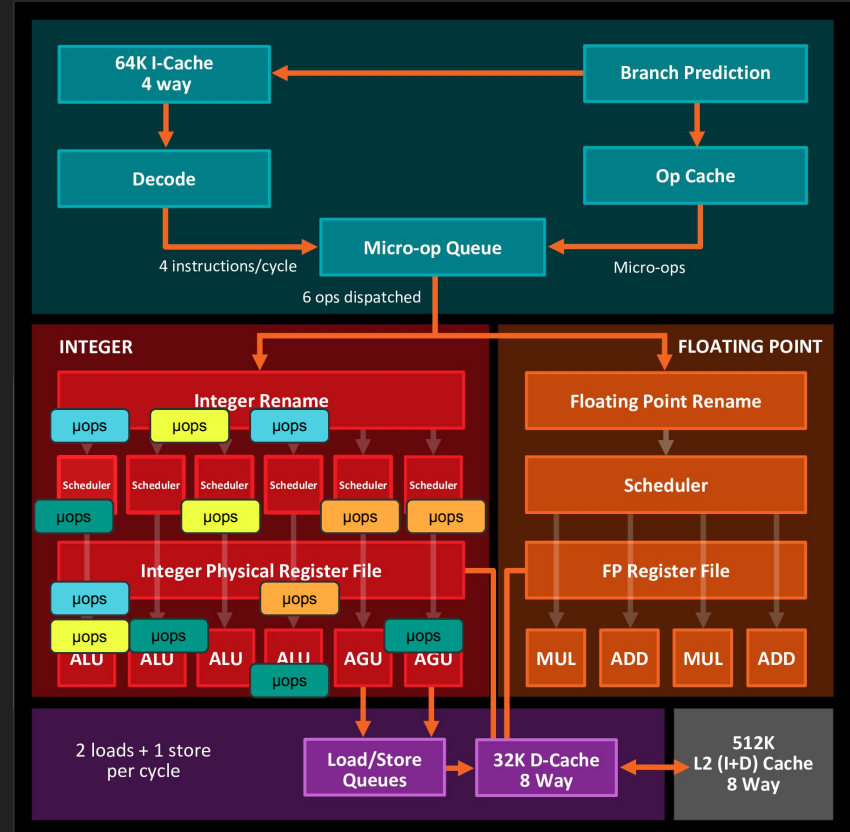 64K I-Cache
4 way
Branch Prediction
Decode
Op Cache
Micro-op Queue
4 instructions/cycle
Micro-ops
6 ops dispatched
INTEGER
FLOATING POINT
Integer Rename
Floating Point Rename
µops
µops
µops
Scheduler
Scheduler
Scheduler
Scheduler
Scheduler
Scheduler
Scheduler
µops
µops
µops
µops
Integer Physical Register File
FP Register File
µops
µops
µops
µops
µops
ALU
ALU
ALU
ALU
AGU
AGU
MUL
ADD
MUL
ADD
µops
2 loads + 1 store
per cycle
Load/Store
Queues
32K D-Cache
8 Way
512K
L2 (I+D) Cache
8 Way